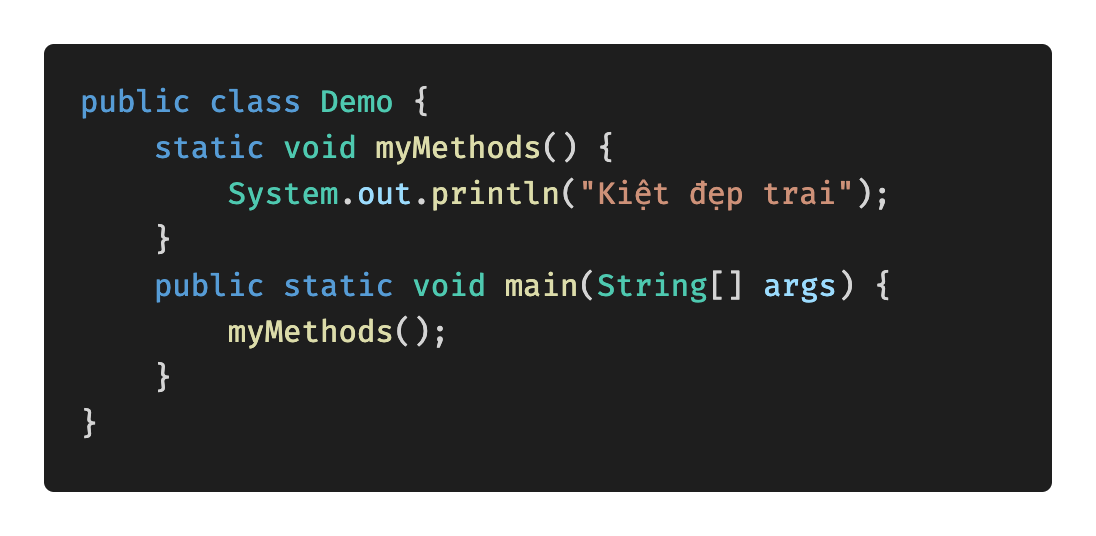 public class Demo {
    static void myMethods() {
        System.out.println("Kiệt đẹp trai");
    }
    public static void main(String[] args) {
        myMethods();
    }
}